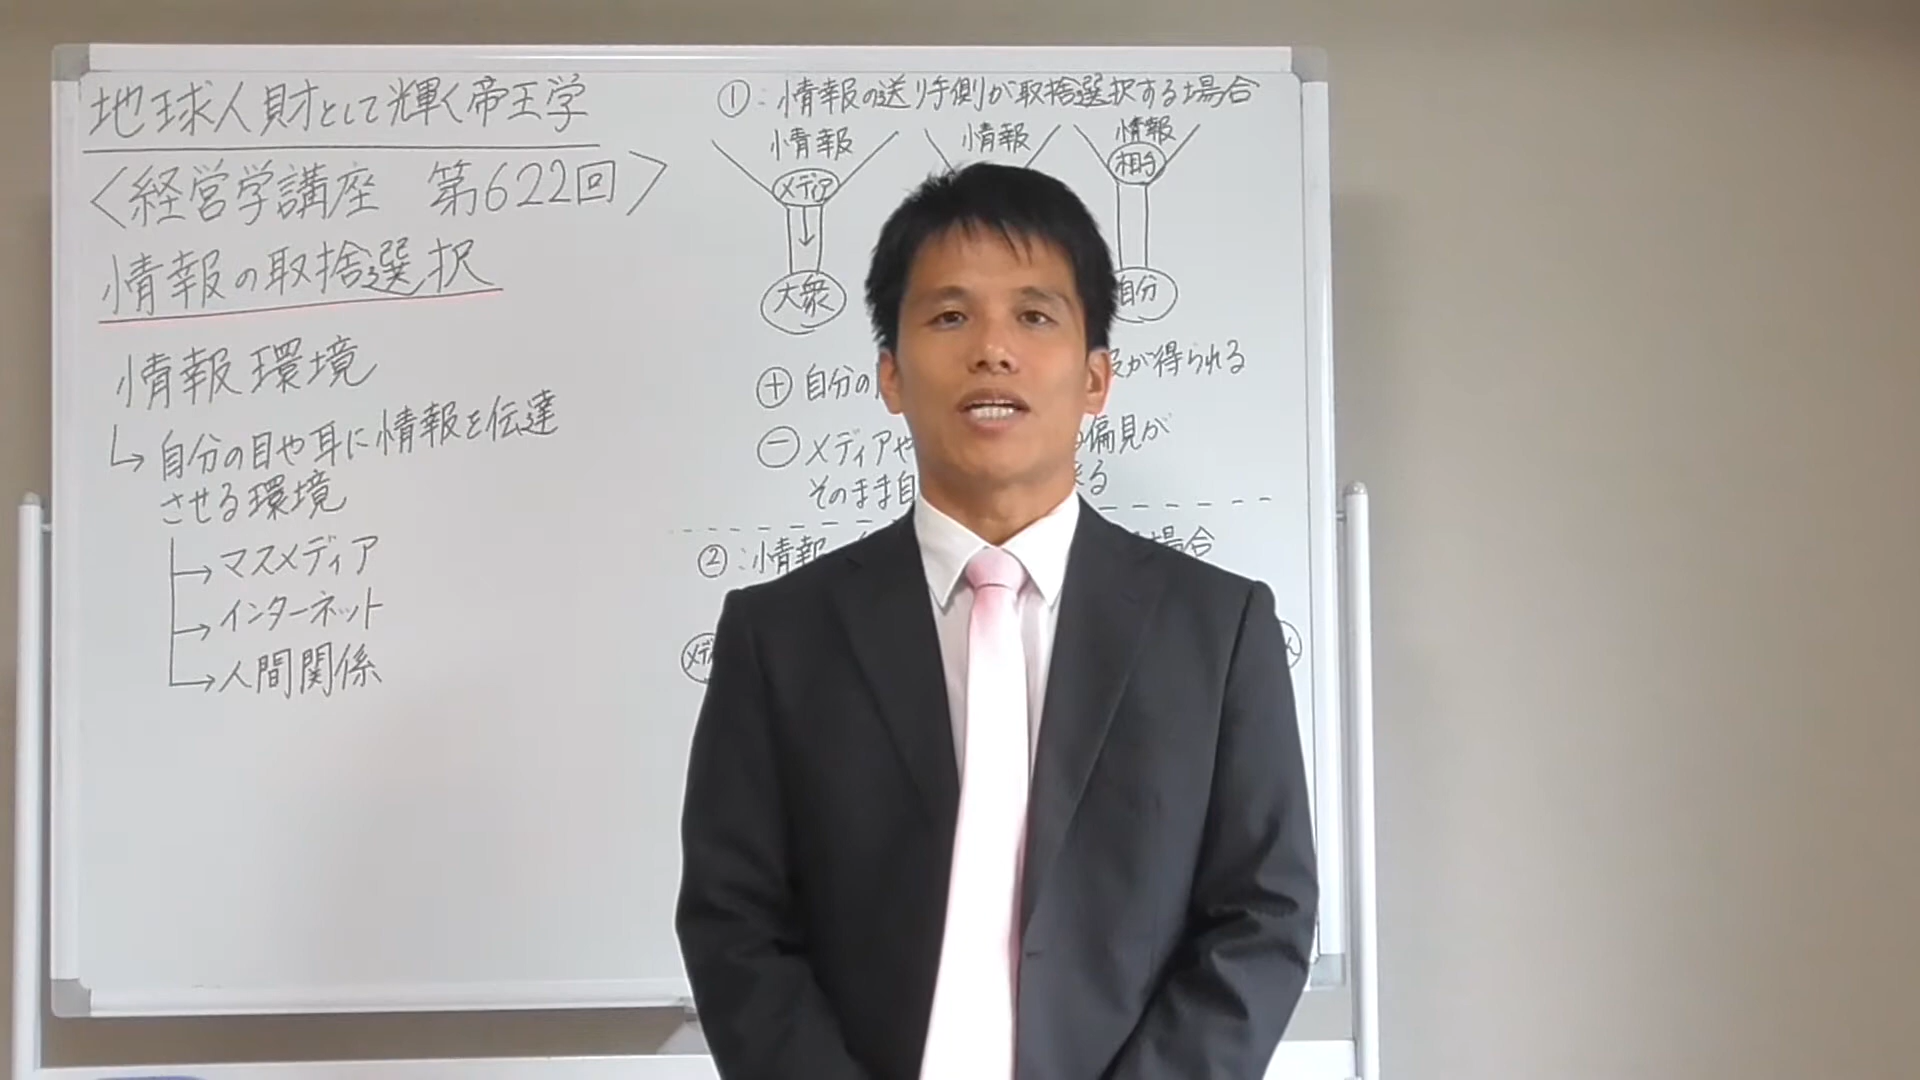 地球人財として輝く帝王学
＜経営学講座 第622回＞
情報の取捨選択
情報環境
↳ 自分の目や耳に情報を伝達
させる環境
→マスメディア
→インターネット
→人間関係
①：情報の送り手側が取捨選択する場合
情報 情報 情報
メディア 相手
大衆 自分
⊕ 自分の が得られる
⊖ メディアや 偏見が
そのまま自 る
②：情報 場合